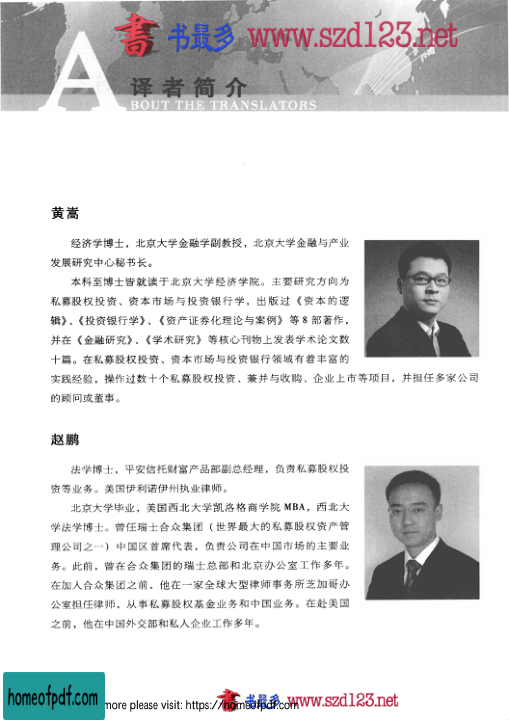 書 书最多 www.szd123.net
A
译者简介
BOUT THE TRANSLATORS
黄嵩
经济学博士，北京大学金融学副教授，北京大学金融与产业
发展研究中心秘书长。
本科至博士皆就读于北京大学经济学院。主要研究方向为
私募股权投资、资本市场与投资银行学，出版过《资本的逻
辑》、《投资银行学》、《资产证券化理论与案例》等 8 部著作，
并在《金融研究》、《学术研究》等核心刊物上发表学术论文数
十篇。在私募股权投资、资本市场与投资银行领域有着丰富的
实践经验，操作过数十个私募股权投资、兼并与收购、企业上市等项目，并担任多家公司
的顾问或董事。
赵鹏
法学博士，平安信托财富产品部副总经理，负责私募股权投
资等业务。美国伊利诺伊州执业律师。
北京大学毕业，美国西北大学凯洛格商学院 MBA，西北大
学法学博士。曾任瑞士合众集团（世界最大的私募股权资产管
理公司之一）中国区首席代表，负责公司在中国市场的主要业
务。此前，曾在合众集团的瑞士总部和北京办公室工作多年。
在加入合众集团之前，他在一家全球大型律师事务所芝加哥办
公室担任律师，从事私募股权基金业务和中国业务。在赴美国
之前，他在中国外交部和私人企业工作多年。
homeofpdf.com
more please visit: https://homeofpdf.com
書 书最多 www.szd123.net